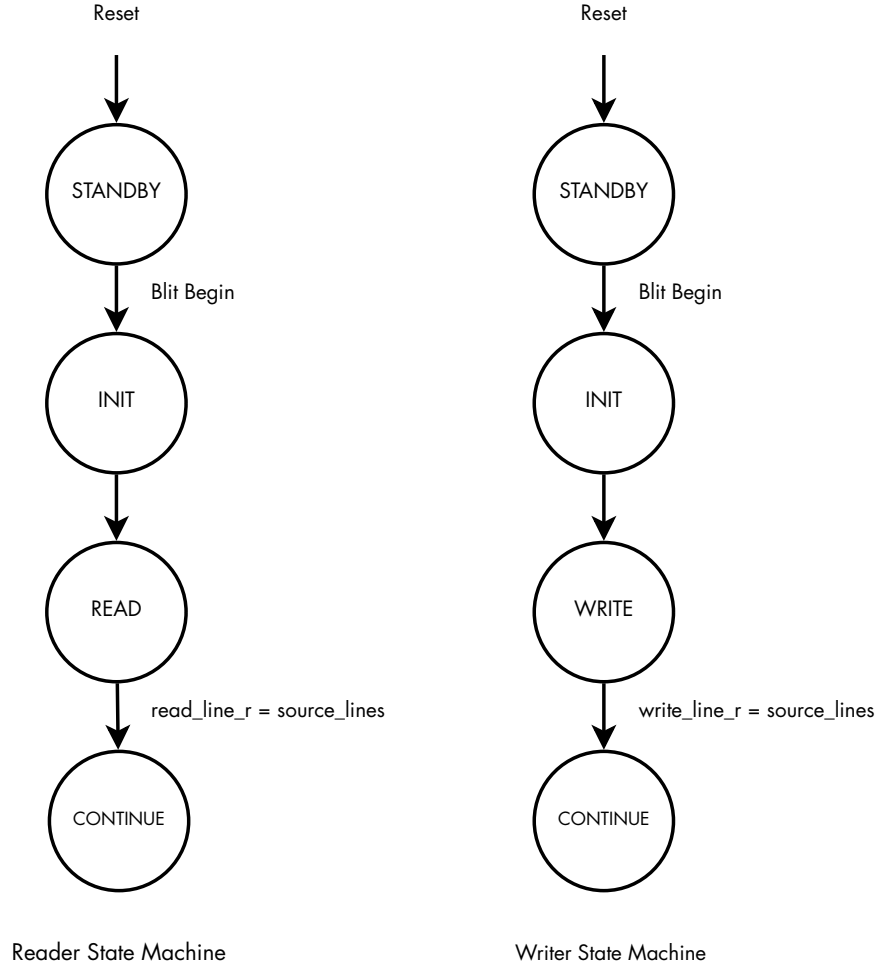 Reset
STANDBY
Blit Begin
INIT
READ
read_line_r = source_lines
CONTINUE
Reader State Machine
Reset
STANDBY
Blit Begin
INIT
WRITE
write_line_r = source_lines
CONTINUE
Writer State Machine